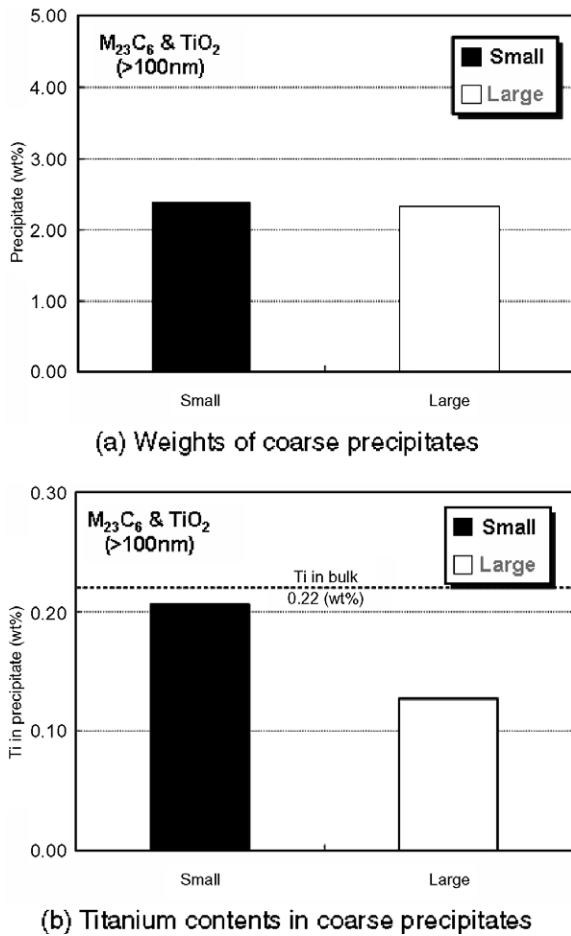 5.00
M₂₃C₆ & TiO₂
(>100nm)
Small
Large
4.00
3.00
2.00
1.00
0.00
Precipitate (wt%)
Small Large
(a) Weights of coarse precipitates
0.30
M₂₃C₆ & TiO₂
(>100nm)
Small
Large
Ti in bulk
0.22 (wt%)
0.20
0.10
0.00
Ti in precipitate (wt%)
Small Large
(b) Titanium contents in coarse precipitates